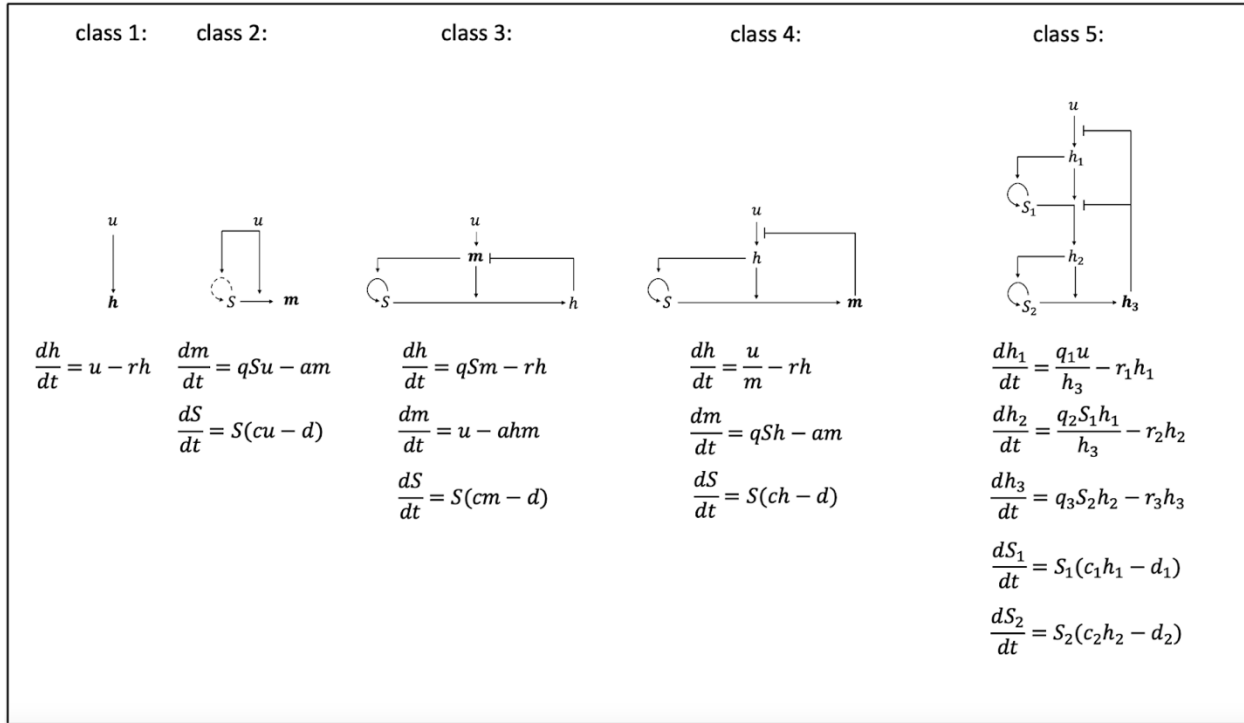 class 1: class 2: class 3: class 4: class 5:
u
h₁
S₁
u u u u
m h h₂
h S m S h S m S₂ h₃
dh/dt = u − rh dm/dt = qSu − am dh/dt = qSm − rh dh/dt = u/m − rh dh₁/dt = q₁u/h₃ − r₁h₁
dS/dt = S(cu − d) dm/dt = u − ahm dm/dt = qSh − am dh₂/dt = q₂S₁h₁/h₃ − r₂h₂
dS/dt = S(cm − d) dS/dt = S(ch − d) dh₃/dt = q₃S₂h₂ − r₃h₃
dS₁/dt = S₁(c₁h₁ − d₁)
dS₂/dt = S₂(c₂h₂ − d₂)